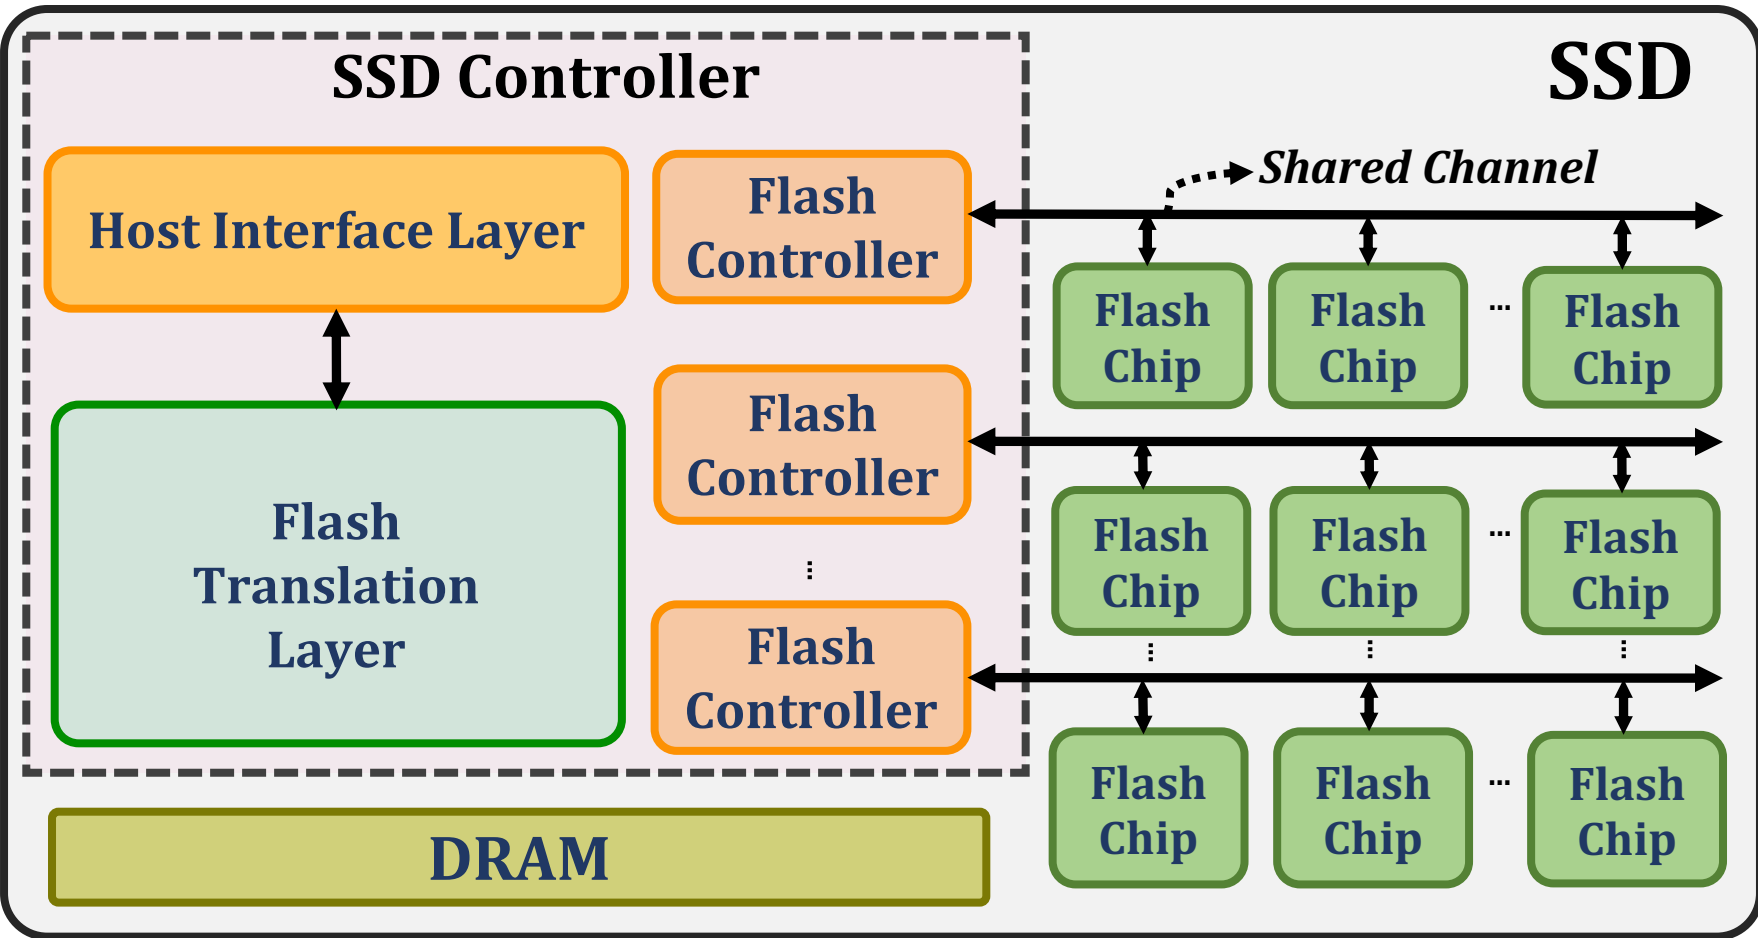 SSD Controller
SSD
Host Interface Layer
Flash
Controller
Shared Channel
Flash
Chip
Flash
Chip
...
Flash
Chip
Flash
Translation
Layer
Flash
Controller
Flash
Chip
Flash
Chip
...
Flash
Chip
...
...
...
...
Flash
Controller
Flash
Chip
Flash
Chip
...
Flash
Chip
DRAM